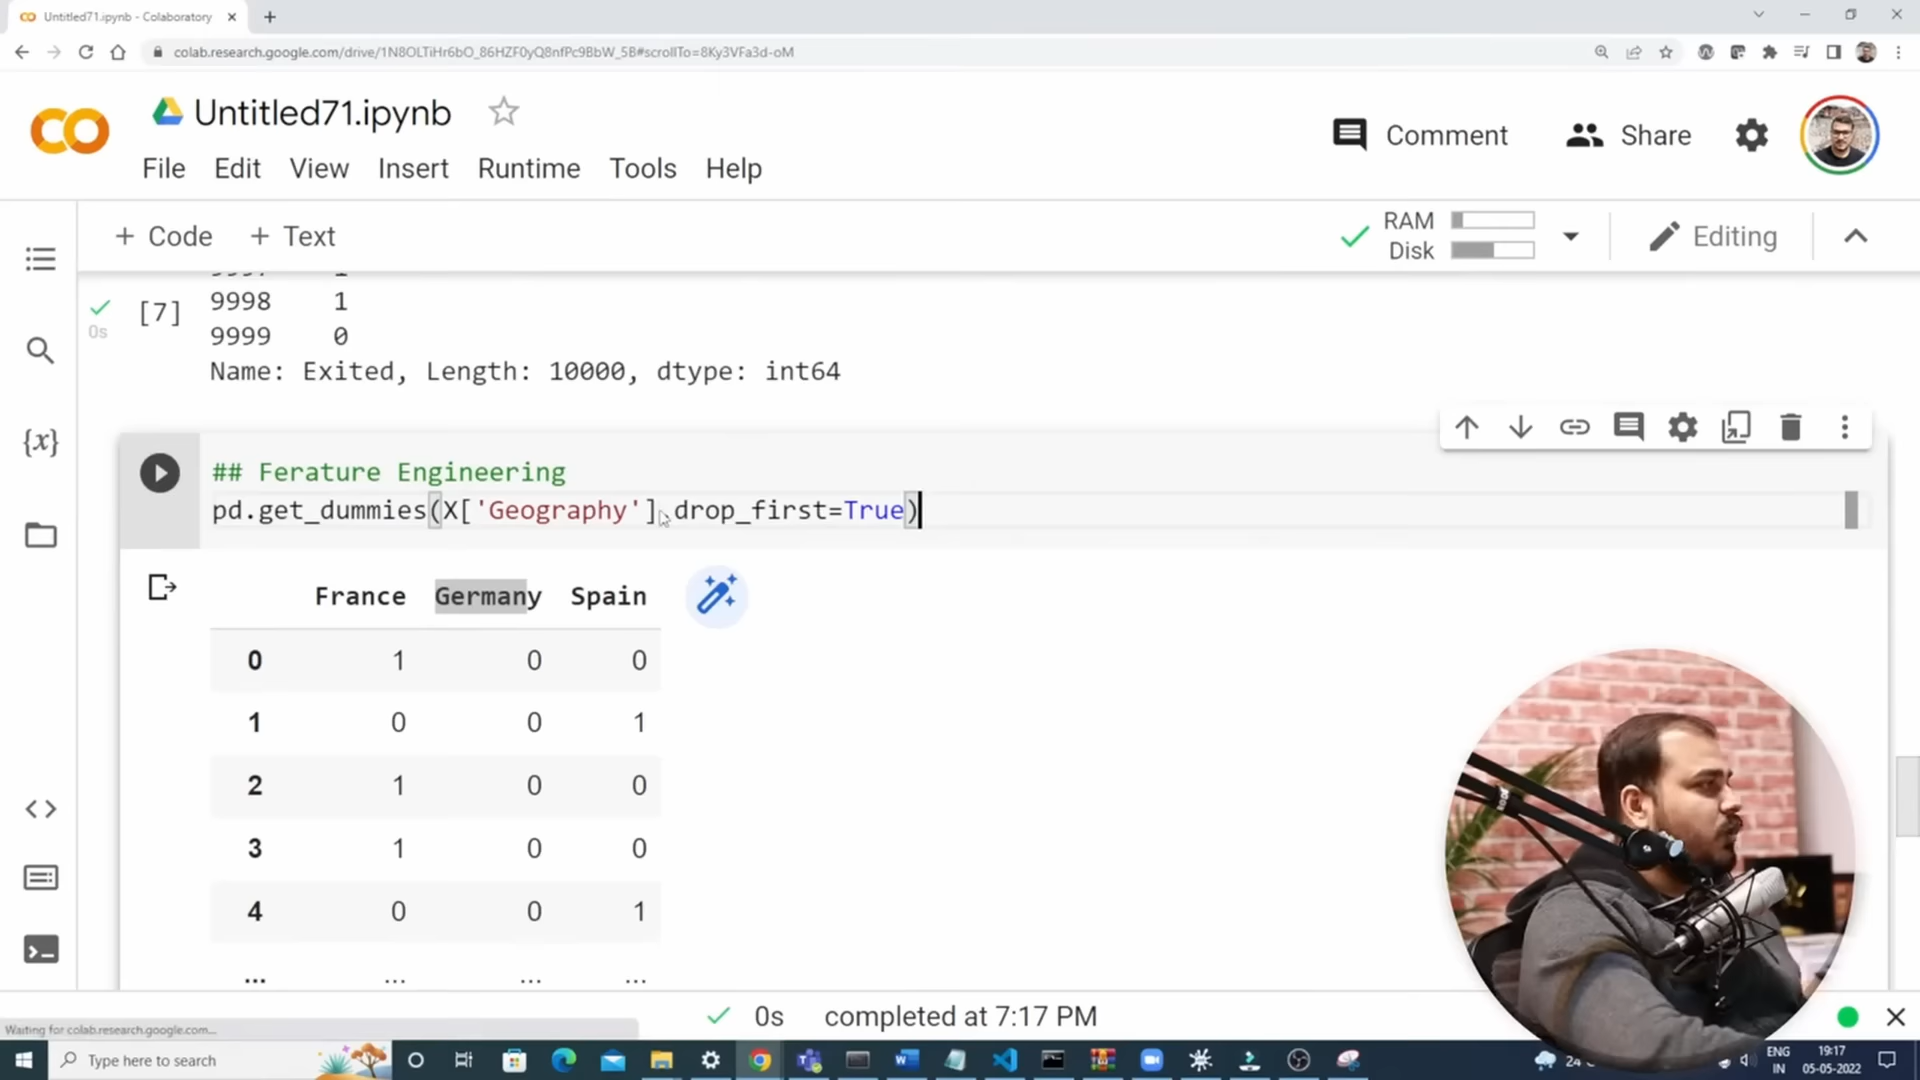 Untitled71.ipynb - Colaboratory
colab.research.google.com/drive/1N8OLTiHr6bO_86HZF0yQ8nfPc9BbW_5B#scrollTo=8Ky3VFa3d-oM
CO
Untitled71.ipynb
File Edit View Insert Runtime Tools Help
Comment
Share
+ Code + Text
RAM
Disk
Editing
{x}
0s
[7]
9998 1
9999 0
Name: Exited, Length: 10000, dtype: int64
## Ferature Engineering
pd.get_dummies(X['Geography'],drop_first=True)
France Germany Spain
0 1 0 0
1 0 0 1
2 1 0 0
3 1 0 0
4 0 0 1
... ... ... ...
0s completed at 7:17 PM
Waiting for colab.research.google.com...
Type here to search
ENG
IN
19:17
05-05-2022